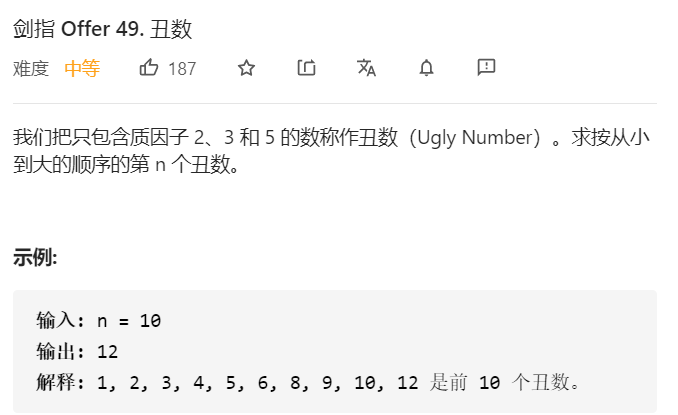 剑指 Offer 49. 丑数
难度 中等 187
我们把只包含质因子 2、3 和 5 的数称作丑数（Ugly Number）。求按从小
到大的顺序的第 n 个丑数。
示例:
输入: n = 10
输出: 12
解释: 1, 2, 3, 4, 5, 6, 8, 9, 10, 12 是前 10 个丑数。